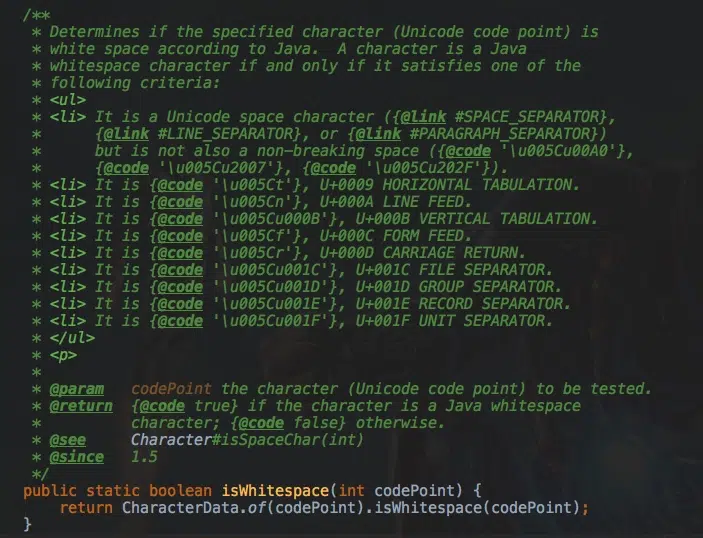 /**
 * Determines if the specified character (Unicode code point) is
 * white space according to Java.  A character is a Java
 * whitespace character if and only if it satisfies one of the
 * following criteria:
 * <ul>
 * <li> It is a Unicode space character ({@link #SPACE_SEPARATOR},
 *      {@link #LINE_SEPARATOR}, or {@link #PARAGRAPH_SEPARATOR})
 *      but is not also a non-breaking space ({@code '\u005Cu00A0'},
 *      {@code '\u005Cu2007'}, {@code '\u005Cu202F'}).
 * <li> It is {@code '\u005Ct'}, U+0009 HORIZONTAL TABULATION.
 * <li> It is {@code '\u005Cn'}, U+000A LINE FEED.
 * <li> It is {@code '\u005Cu000B'}, U+000B VERTICAL TABULATION.
 * <li> It is {@code '\u005Cf'}, U+000C FORM FEED.
 * <li> It is {@code '\u005Cr'}, U+000D CARRIAGE RETURN.
 * <li> It is {@code '\u005Cu001C'}, U+001C FILE SEPARATOR.
 * <li> It is {@code '\u005Cu001D'}, U+001D GROUP SEPARATOR.
 * <li> It is {@code '\u005Cu001E'}, U+001E RECORD SEPARATOR.
 * <li> It is {@code '\u005Cu001F'}, U+001F UNIT SEPARATOR.
 * </ul>
 * <p>
 *
 * @param   codePoint the character (Unicode code point) to be tested.
 * @return  {@code true} if the character is a Java whitespace
 *          character; {@code false} otherwise.
 * @see     Character#isSpaceChar(int)
 * @since   1.5
 */
public static boolean isWhitespace(int codePoint) {
    return CharacterData.of(codePoint).isWhitespace(codePoint);
}